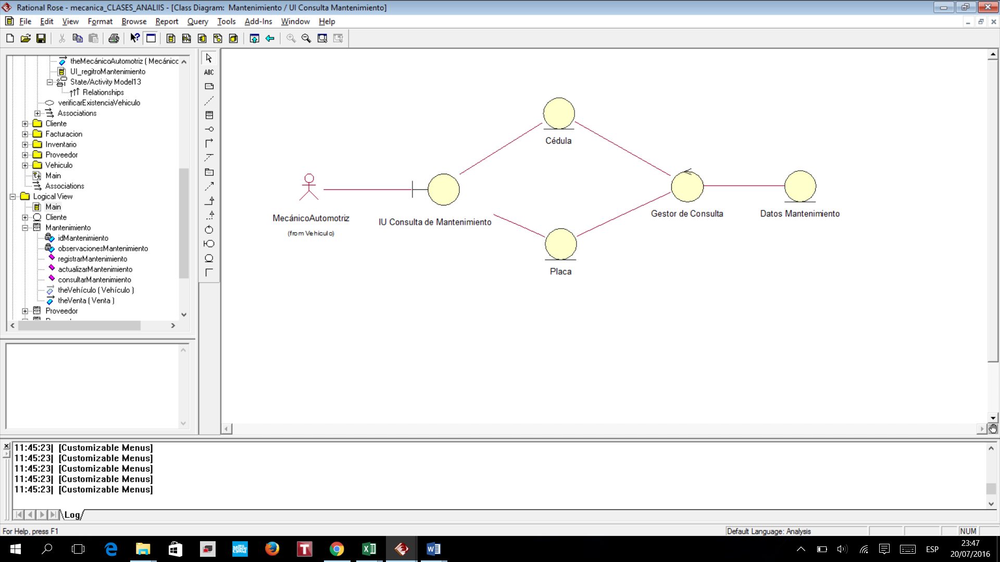 Rational Rose - mecanica_CLASES_ANALIIS - [Class Diagram: Mantenimiento / UI Consulta Mantenimiento]
File Edit View Format Browse Report Query Tools Add-Ins Window Help
ABC
theMecánicoAutomotriz ( Mecánico
UI_regitroMantenimiento
State/Activity Model13
Relationships
verificarExistenciaVehiculo
Associations
Cliente
Facturacion
Inventario
Proveedor
Vehiculo
Main
Associations
Logical View
Main
Cliente
Mantenimiento
idMantenimiento
observacionesMantenimiento
registrarMantenimiento
actualizarMantenimiento
consultarMantenimiento
theVehículo ( Vehículo )
theVenta ( Venta )
Proveedor
Cédula
MecánicoAutomotriz
(from Vehiculo)
IU Consulta de Mantenimiento
Gestor de Consulta
Datos Mantenimiento
Placa
11:45:23| [Customizable Menus]
11:45:23| [Customizable Menus]
11:45:23| [Customizable Menus]
11:45:23| [Customizable Menus]
11:45:23| [Customizable Menus]
Log
For Help, press F1
Default Language: Analysis
NUM
ESP
23:47
20/07/2016